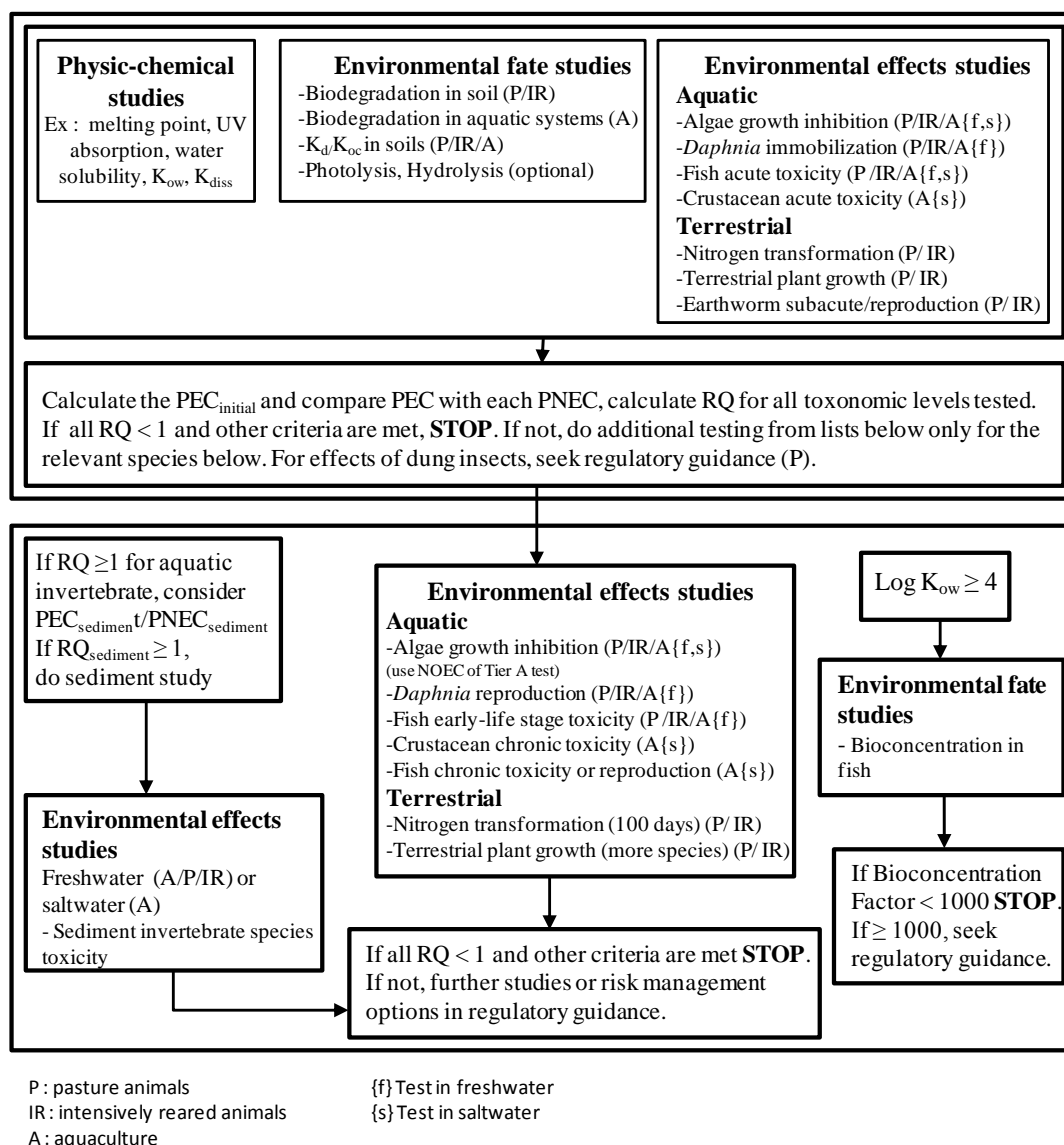 Physic-chemical
studies
Ex : melting point, UV
absorption, water
solubility, Kow, Kdiss
Environmental fate studies
-Biodegradation in soil (P/IR)
-Biodegradation in aquatic systems (A)
-Kd/Koc in soils (P/IR/A)
-Photolysis, Hydrolysis (optional)
Environmental effects studies
Aquatic
-Algae growth inhibition (P/IR/A{f,s})
-Daphnia immobilization (P/IR/A{f})
-Fish acute toxicity (P /IR/A{f,s})
-Crustacean acute toxicity (A{s})
Terrestrial
-Nitrogen transformation (P/ IR)
-Terrestrial plant growth (P/ IR)
-Earthworm subacute/reproduction (P/ IR)
Calculate the PECinitial and compare PEC with each PNEC, calculate RQ for all toxonomic levels tested.
If all RQ < 1 and other criteria are met, STOP. If not, do additional testing from lists below only for the
relevant species below. For effects of dung insects, seek regulatory guidance (P).
If RQ ≥1 for aquatic
invertebrate, consider
PECsediment/PNECsediment
If RQsediment ≥ 1,
do sediment study
Environmental effects
studies
Freshwater (A/P/IR) or
saltwater (A)
- Sediment invertebrate species
toxicity
Environmental effects studies
Aquatic
-Algae growth inhibition (P/IR/A{f,s})
(use NOEC of Tier A test)
-Daphnia reproduction (P/IR/A{f})
-Fish early-life stage toxicity (P /IR/A{f})
-Crustacean chronic toxicity (A{s})
-Fish chronic toxicity or reproduction (A{s})
Terrestrial
-Nitrogen transformation (100 days) (P/ IR)
-Terrestrial plant growth (more species) (P/ IR)
If all RQ < 1 and other criteria are met STOP.
If not, further studies or risk management
options in regulatory guidance.
Log Kow ≥ 4
Environmental fate
studies
- Bioconcentration in
fish
If Bioconcentration
Factor < 1000 STOP.
If ≥ 1000, seek
regulatory guidance.
P : pasture animals
IR : intensively reared animals
A : aquaculture
{f} Test in freshwater
{s} Test in saltwater